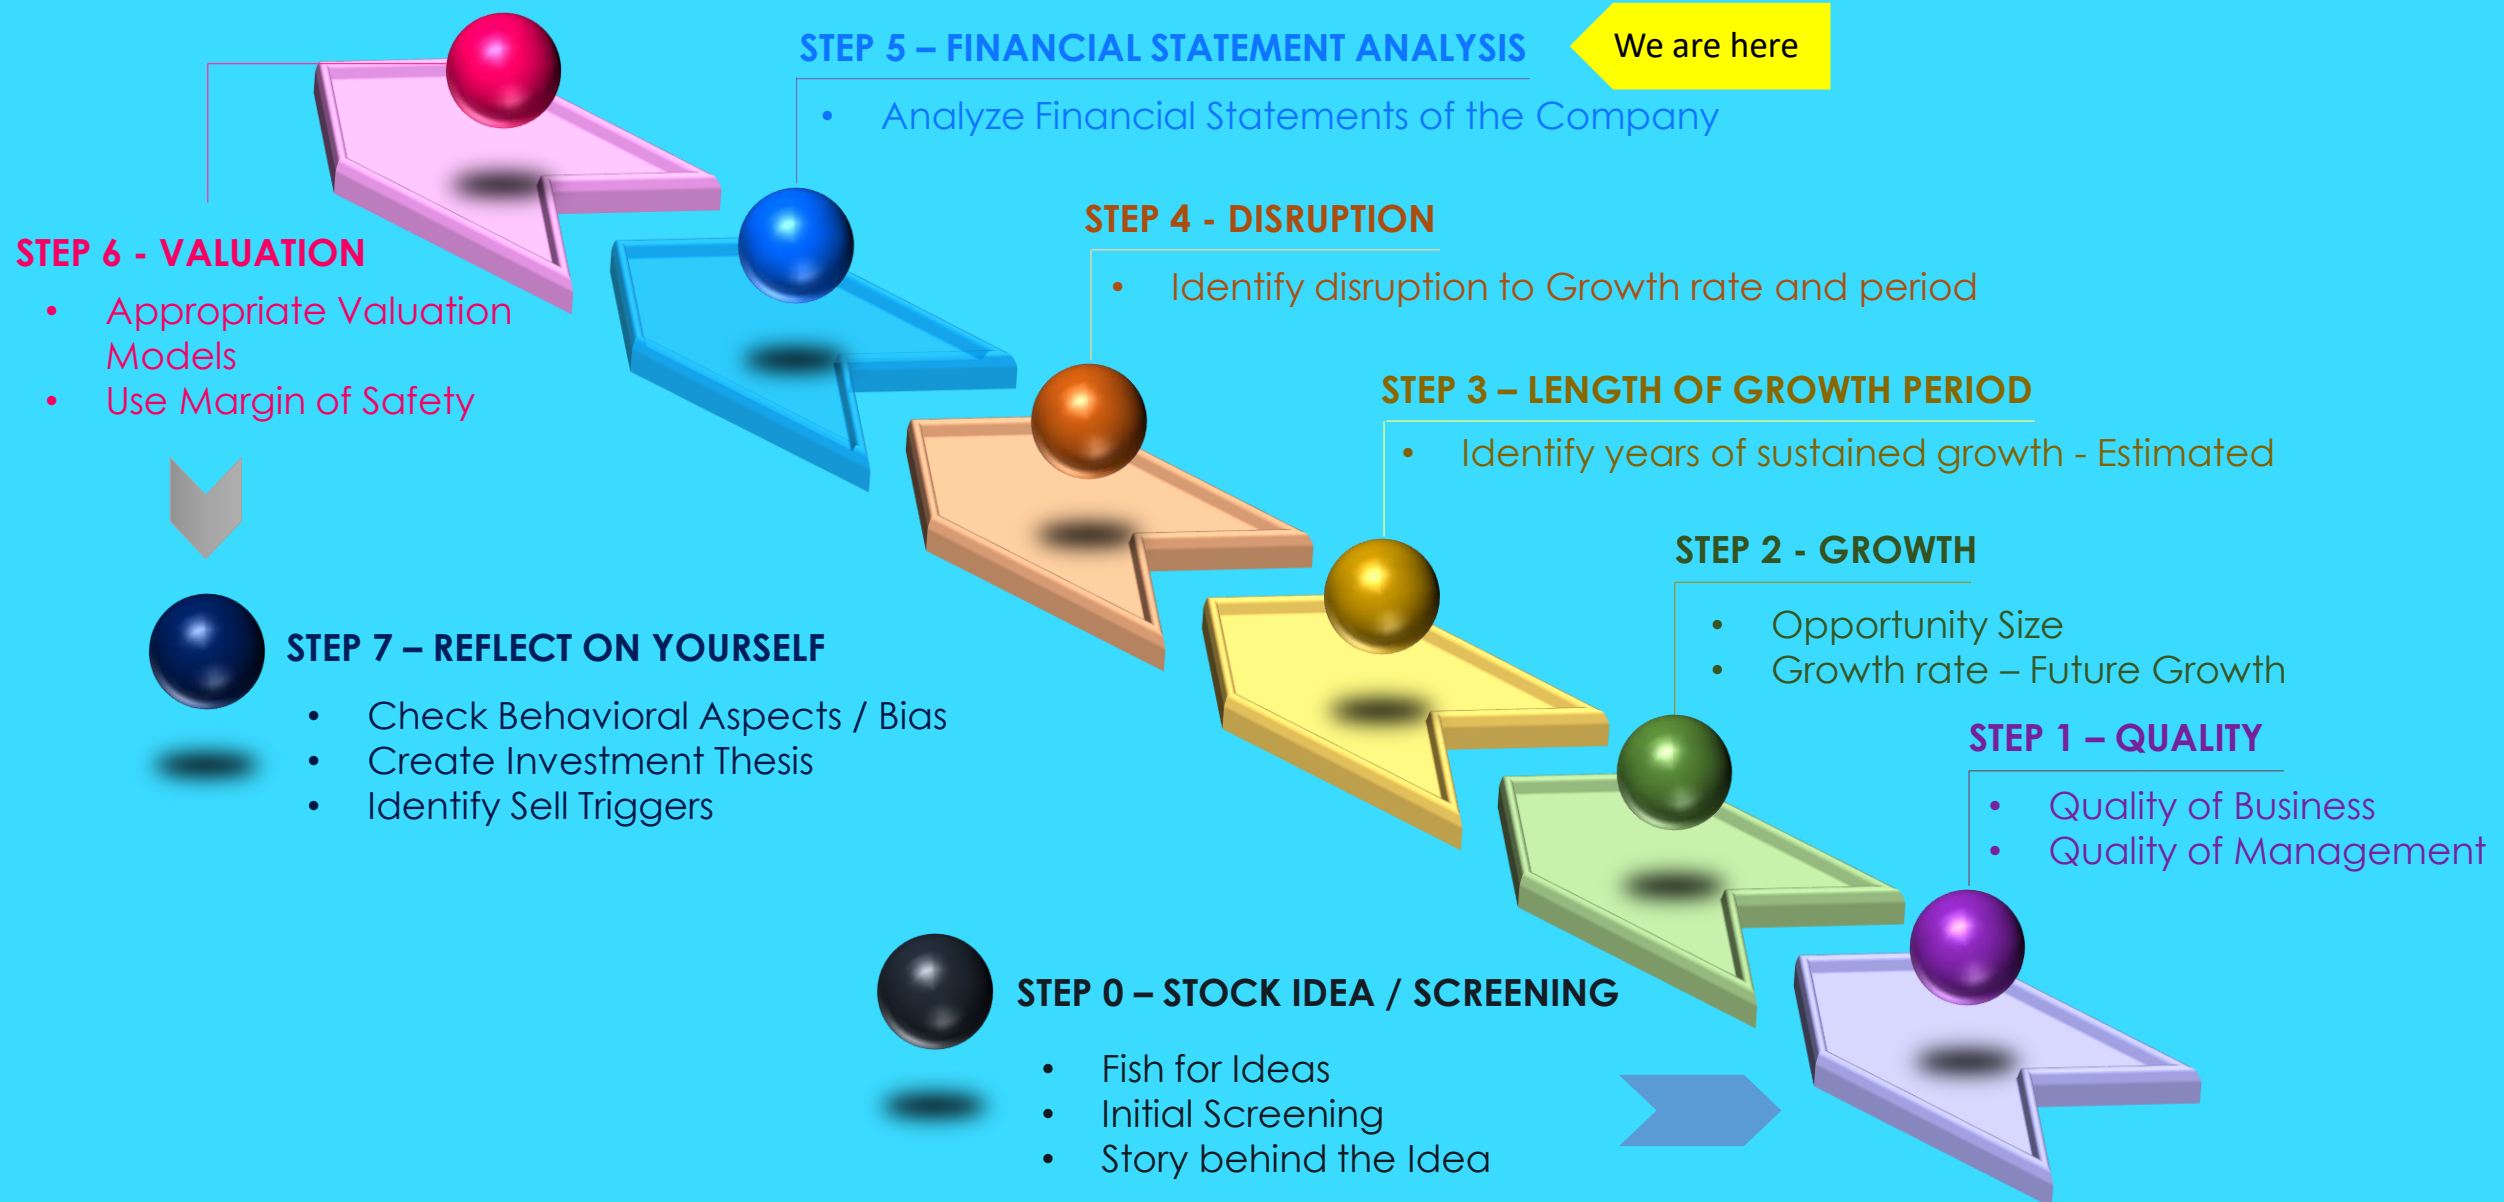 STEP 5 – FINANCIAL STATEMENT ANALYSIS
We are here
• Analyze Financial Statements of the Company
STEP 4 - DISRUPTION
• Identify disruption to Growth rate and period
STEP 6 - VALUATION
• Appropriate Valuation
Models
• Use Margin of Safety
STEP 3 – LENGTH OF GROWTH PERIOD
• Identify years of sustained growth - Estimated
STEP 2 - GROWTH
• Opportunity Size
• Growth rate – Future Growth
STEP 7 – REFLECT ON YOURSELF
• Check Behavioral Aspects / Bias
• Create Investment Thesis
• Identify Sell Triggers
STEP 1 – QUALITY
• Quality of Business
• Quality of Management
STEP 0 – STOCK IDEA / SCREENING
• Fish for Ideas
• Initial Screening
• Story behind the Idea